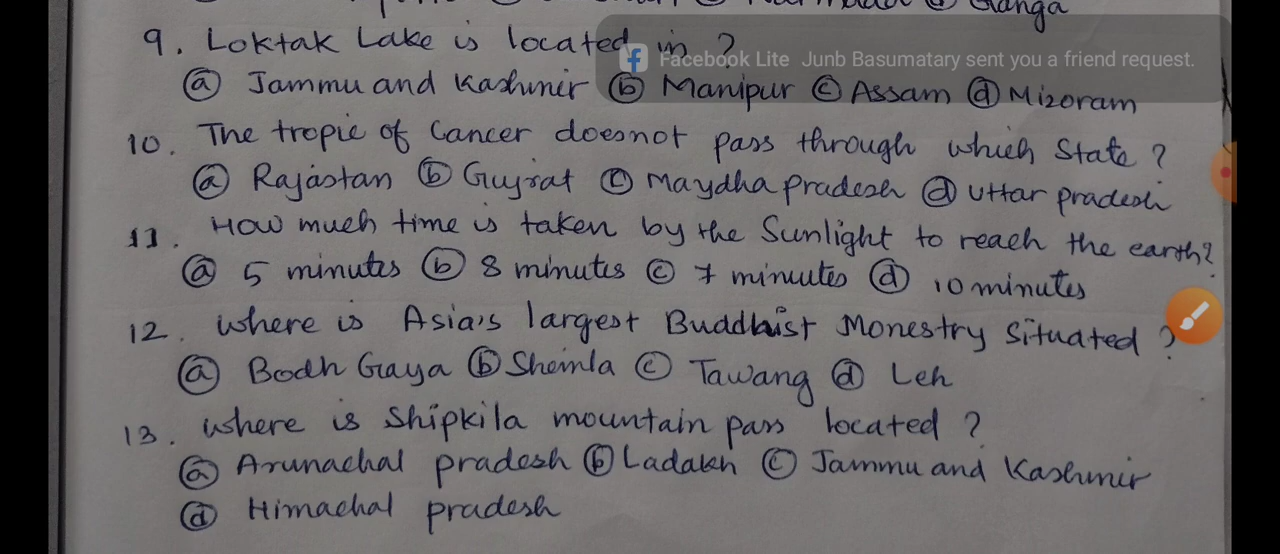 Ganga
9. Loktak Lake is located in ?
Facebook Lite Junb Basumatary sent you a friend request.
ⓐ Jammu and Kashmir ⓑ Manipur ⓒ Assam ⓓ Mizoram
10. The tropic of Cancer doesnot pass through which State ?
ⓐ Rajastan ⓑ Gujrat ⓒ Maydha pradesh ⓓ uttar pradesh
11. How much time is taken by the Sunlight to reach the earth?
ⓐ 5 minutes ⓑ 8 minutes ⓒ 7 minutes ⓓ 10 minutes
12. where is Asia's largest Buddhist Monestry Situated ?
ⓐ Bodh Gaya ⓑ Shimla ⓒ Tawang ⓓ Leh
13. where is Shipkila mountain pass located ?
ⓐ Arunachal pradesh ⓑ Ladakh ⓒ Jammu and Kashmir
ⓓ Himachal pradesh